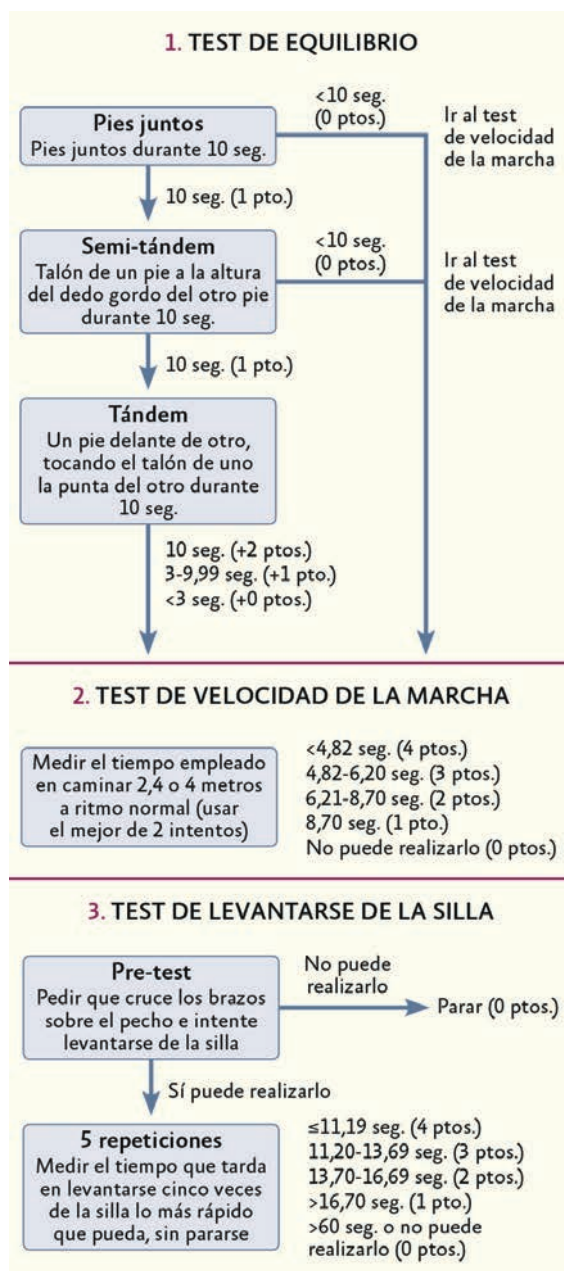 1. TEST DE EQUILIBRIO
Pies juntos
Pies juntos durante 10 seg.
<10 seg.
(0 ptos.)
Ir al test
de velocidad
de la marcha
10 seg. (1 pto.)
Semi-tándem
Talón de un pie a la altura
del dedo gordo del otro pie
durante 10 seg.
<10 seg.
(0 ptos.)
Ir al test
de velocidad
de la marcha
10 seg. (1 pto.)
Tándem
Un pie delante de otro,
tocando el talón de uno
la punta del otro durante
10 seg.
10 seg. (+2 ptos.)
3-9,99 seg. (+1 pto.)
<3 seg. (+0 ptos.)
2. TEST DE VELOCIDAD DE LA MARCHA
Medir el tiempo empleado
en caminar 2,4 o 4 metros
a ritmo normal (usar
el mejor de 2 intentos)
<4,82 seg. (4 ptos.)
4,82-6,20 seg. (3 ptos.)
6,21-8,70 seg. (2 ptos.)
8,70 seg. (1 pto.)
No puede realizarlo (0 ptos.)
3. TEST DE LEVANTARSE DE LA SILLA
Pre-test
Pedir que cruce los brazos
sobre el pecho e intente
levantarse de la silla
No puede
realizarlo
Parar (0 ptos.)
Sí puede realizarlo
5 repeticiones
Medir el tiempo que tarda
en levantarse cinco veces
de la silla lo más rápido
que pueda, sin pararse
≤11,19 seg. (4 ptos.)
11,20-13,69 seg. (3 ptos.)
13,70-16,69 seg. (2 ptos.)
>16,70 seg. (1 pto.)
>60 seg. o no puede
realizarlo (0 ptos.)